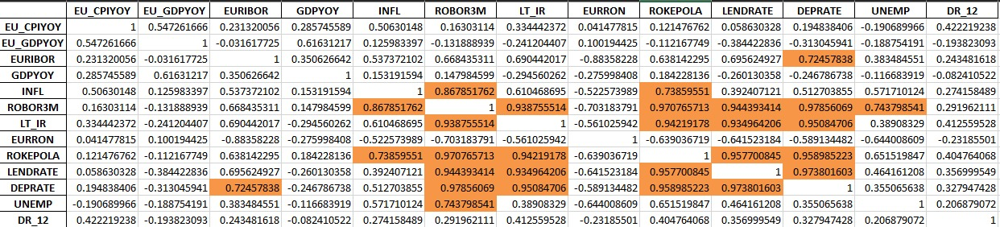 EU_CPIYOY EU_GDPYOY EURIBOR GDPYOY INFL ROBOR3M LT_IR EURRON ROKEPOLA LENDRATE DEPRATE UNEMP DR_12
EU_CPIYOY 1 0.547261666 0.231320056 0.285745589 0.50630148 0.16303114 0.334442372 0.041477815 0.121476762 0.058630328 0.194838406 -0.190689966 0.422219238
EU_GDPYOY 0.547261666 1 -0.031617725 0.61631217 0.125983397 -0.131888939 -0.241204407 0.100194425 -0.112167749 -0.384422836 -0.313045941 -0.188754191 -0.193823093
EURIBOR 0.231320056 -0.031617725 1 0.350626642 0.537372102 0.668435311 0.690442017 -0.88358228 0.638142295 0.695624927 0.72457838 0.383484551 0.243481618
GDPYOY 0.285745589 0.61631217 0.350626642 1 0.153191594 0.147984599 -0.294560262 -0.275998408 0.184228136 -0.260130358 -0.246786738 -0.116683919 -0.082410522
INFL 0.50630148 0.125983397 0.537372102 0.153191594 1 0.867851762 0.610468695 -0.522573989 0.73859551 0.392407121 0.512703855 0.571710124 0.274158489
ROBOR3M 0.16303114 -0.131888939 0.668435311 0.147984599 0.867851762 1 0.938755514 -0.703183791 0.970765713 0.944393414 0.97856069 0.743798541 0.291962111
LT_IR 0.334442372 -0.241204407 0.690442017 -0.294560262 0.610468695 0.938755514 1 -0.561025942 0.94219178 0.934964206 0.95084706 0.38908329 0.412559528
EURRON 0.041477815 0.100194425 -0.88358228 -0.275998408 -0.522573989 -0.703183791 -0.561025942 1 -0.639036719 -0.641523184 -0.589134482 -0.644008609 -0.23185501
ROKEPOLA 0.121476762 -0.112167749 0.638142295 0.184228136 0.73859551 0.970765713 0.94219178 -0.639036719 1 0.957700845 0.958985223 0.651519847 0.404764068
LENDRATE 0.058630328 -0.384422836 0.695624927 -0.260130358 0.392407121 0.944393414 0.934964206 -0.641523184 0.957700845 1 0.973801603 0.464161208 0.356999549
DEPRATE 0.194838406 -0.313045941 0.72457838 -0.246786738 0.512703855 0.97856069 0.95084706 -0.589134482 0.958985223 0.973801603 1 0.355065638 0.327947428
UNEMP -0.190689966 -0.188754191 0.383484551 -0.116683919 0.571710124 0.743798541 0.38908329 -0.644008609 0.651519847 0.464161208 0.355065638 1 0.206879072
DR_12 0.422219238 -0.193823093 0.243481618 -0.082410522 0.274158489 0.291962111 0.412559528 -0.23185501 0.404764068 0.356999549 0.327947428 0.206879072 1